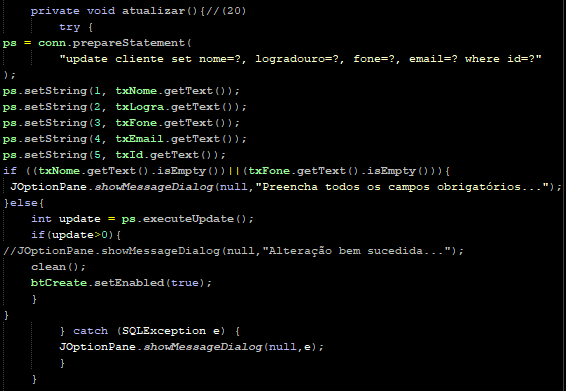 private void atualizar(){//(20)
try {
ps = conn.prepareStatement(
"update cliente set nome=?, logradouro=?, fone=?, email=? where id=?"
);
ps.setString(1, txNome.getText());
ps.setString(2, txLogra.getText());
ps.setString(3, txFone.getText());
ps.setString(4, txEmail.getText());
ps.setString(5, txId.getText());
if ((txNome.getText().isEmpty())||(txFone.getText().isEmpty())){
JOptionPane.showMessageDialog(null,"Preencha todos os campos obrigatórios...");
}else{
int update = ps.executeUpdate();
if(update>0){
//JOptionPane.showMessageDialog(null,"Alteração bem sucedida...");
clean();
btCreate.setEnabled(true);
}
}
} catch (SQLException e) {
JOptionPane.showMessageDialog(null,e);
}
}